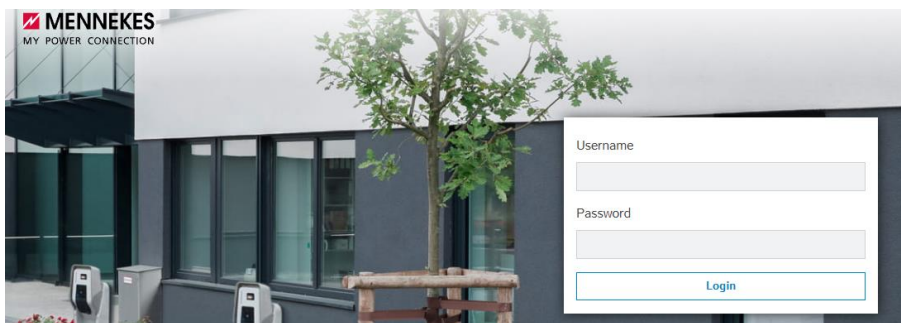 MENNEKES
MY POWER CONNECTION
Username
Password
Login